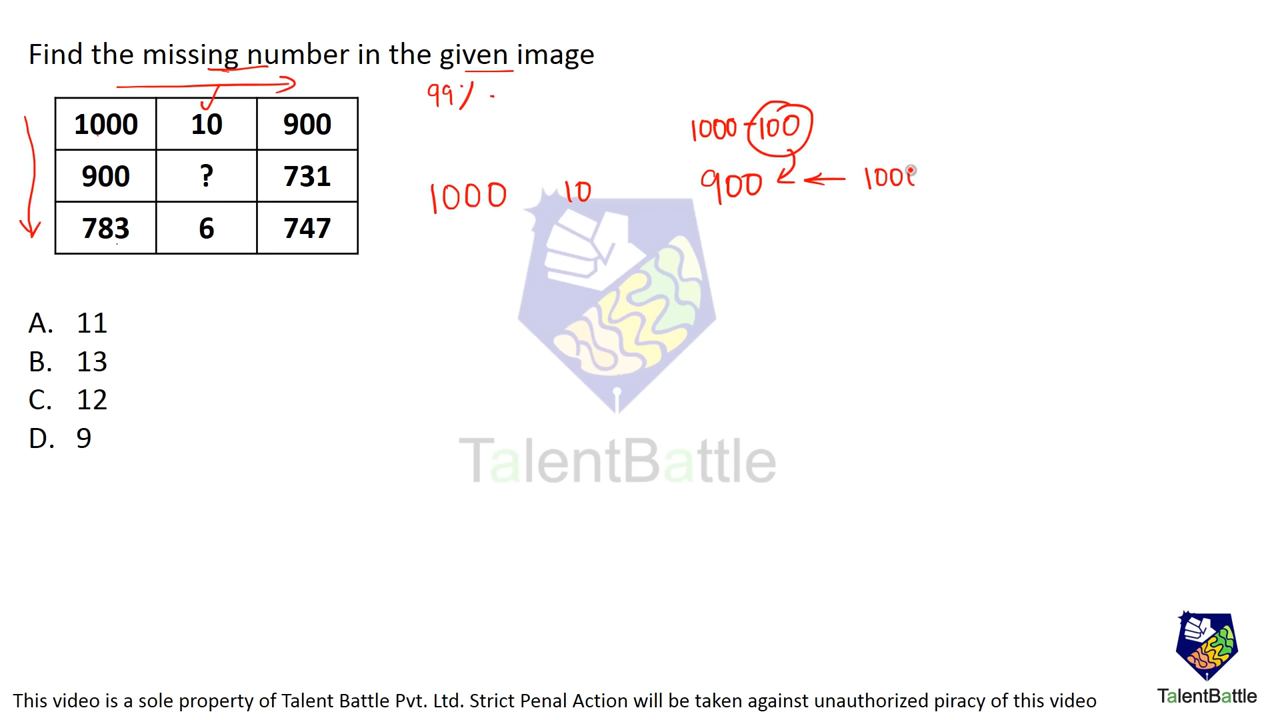 Find the missing number in the given image
99%.
1000 10 900
900 ? 731
783 6 747
1000 - 100
1000 10 900 ← 100
A. 11
B. 13
C. 12
D. 9
TalentBattle
TalentBattle
This video is a sole property of Talent Battle Pvt. Ltd. Strict Penal Action will be taken against unauthorized piracy of this video